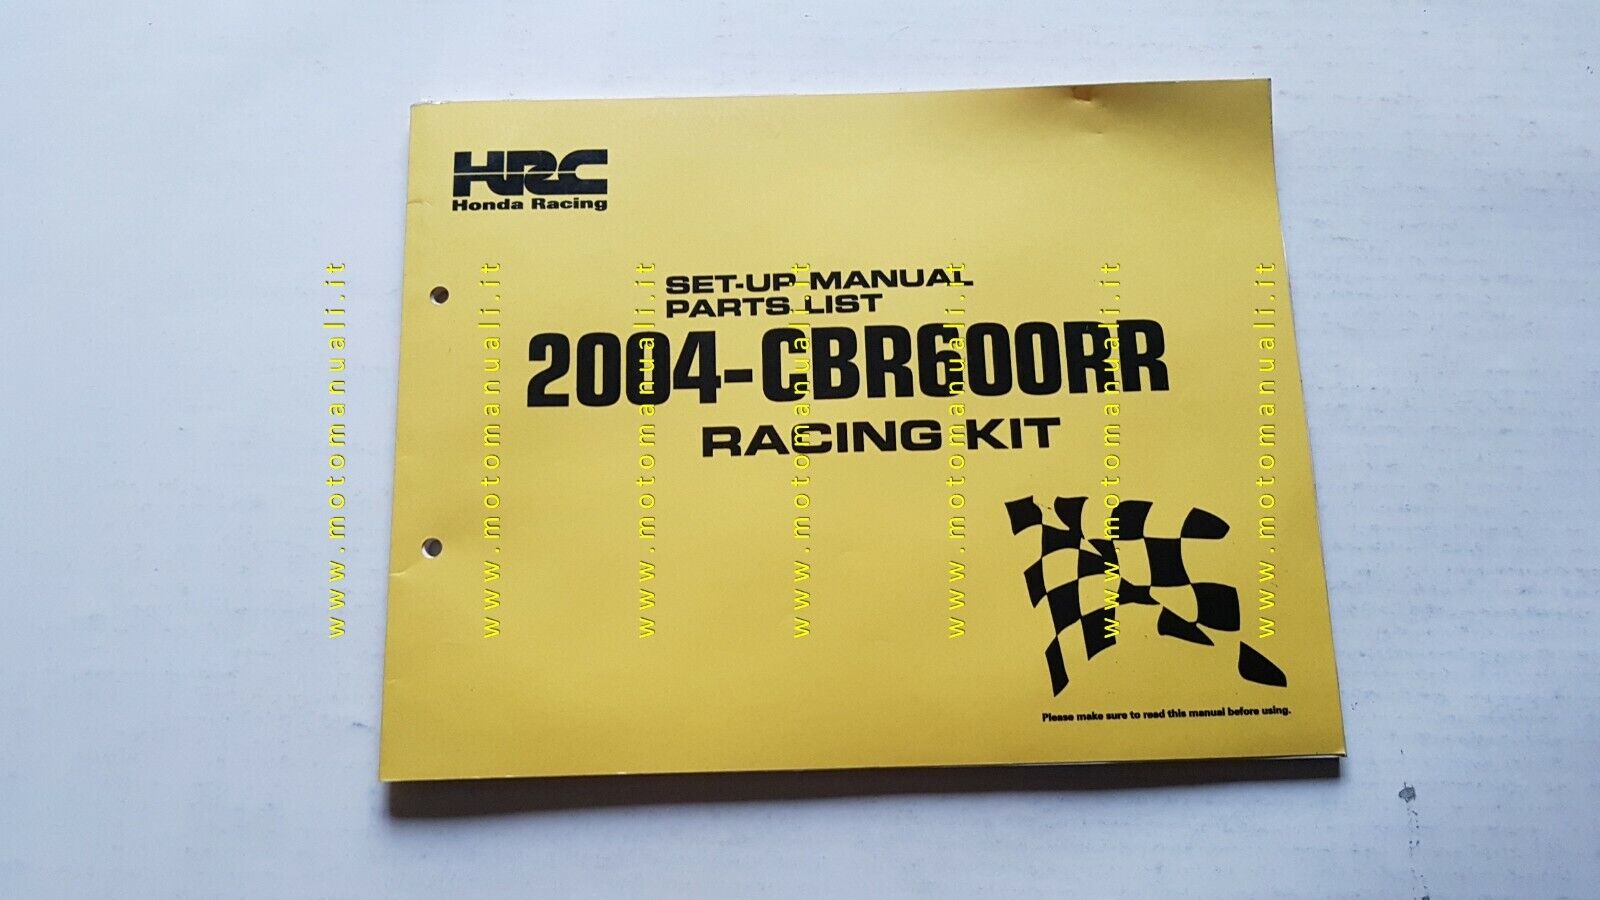 HRC
Honda Racing
SET-UP MANUAL
PARTS LIST
2004-CBR600RR
RACING KIT
Please make sure to read this manual before using.
www.motomanuali.it
www.motomanuali.it
www.motomanuali.it
www.motomanuali.it
www.motomanuali.it
www.motomanuali.it
www.motomanuali.it